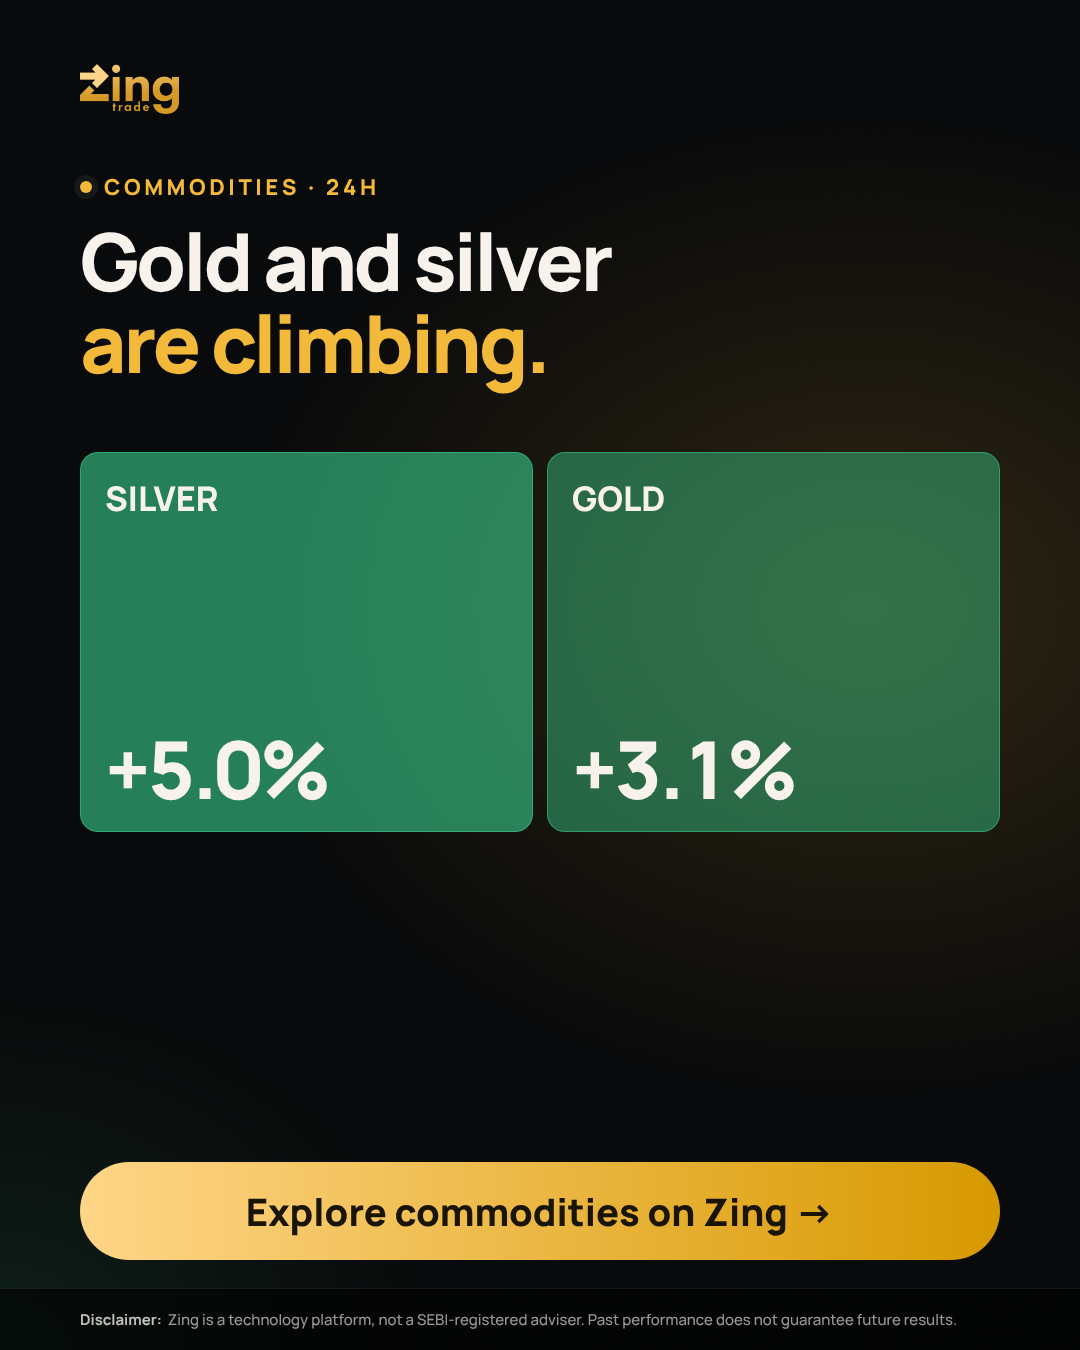 Zing
trade
COMMODITIES · 24H
Gold and silver
are climbing.
SILVER
+5.0%
GOLD
+3.1%
Explore commodities on Zing →
Disclaimer: Zing is a technology platform, not a SEBI-registered adviser. Past performance does not guarantee future results.